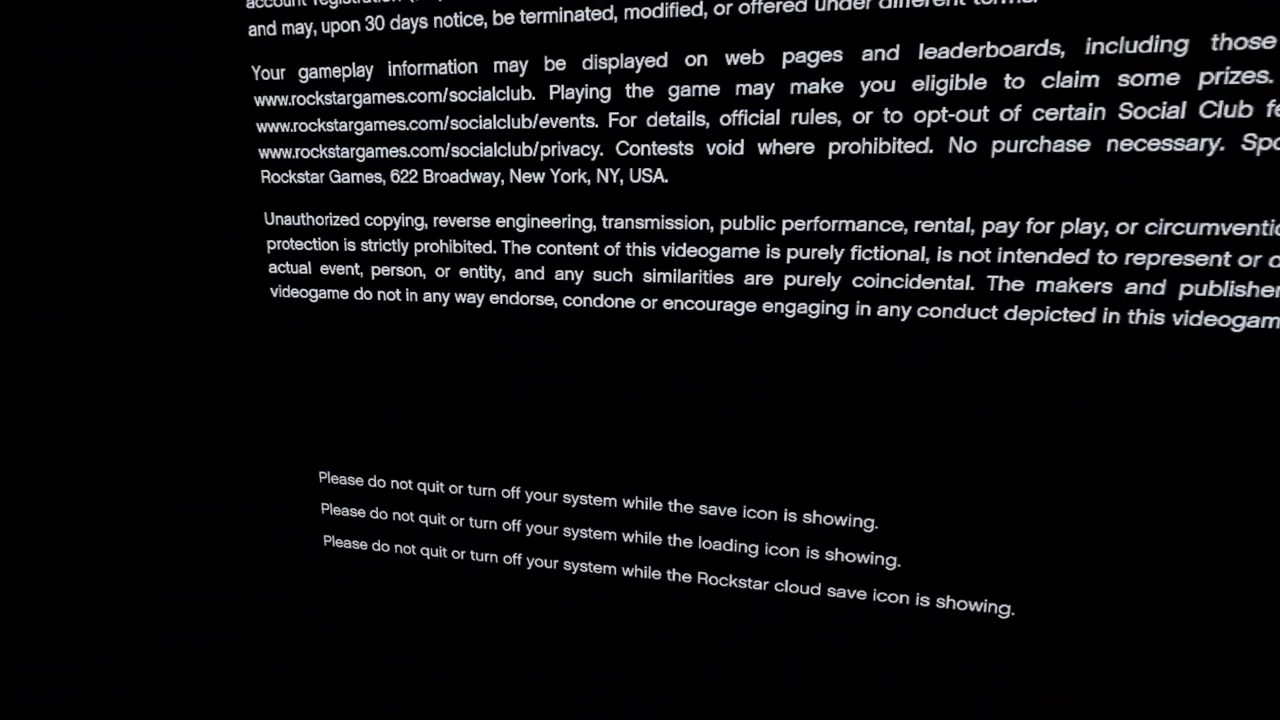 account registration
and may, upon 30 days notice, be terminated, modified, or offered under different terms.
Your gameplay information may be displayed on web pages and leaderboards, including those
www.rockstargames.com/socialclub. Playing the game may make you eligible to claim some prizes.
www.rockstargames.com/socialclub/events. For details, official rules, or to opt-out of certain Social Club
www.rockstargames.com/socialclub/privacy. Contests void where prohibited. No purchase necessary.
Rockstar Games, 622 Broadway, New York, NY, USA.
Unauthorized copying, reverse engineering, transmission, public performance, rental, pay for play, or
protection is strictly prohibited. The content of this videogame is purely fictional, is not intended to represent or
actual event, person, or entity, and any such similarities are purely coincidental. The makers and
videogame do not in any way endorse, condone or encourage engaging in any conduct depicted in this
Please do not quit or turn off your system while the save icon is showing.
Please do not quit or turn off your system while the loading icon is showing.
Please do not quit or turn off your system while the Rockstar cloud save icon is showing.